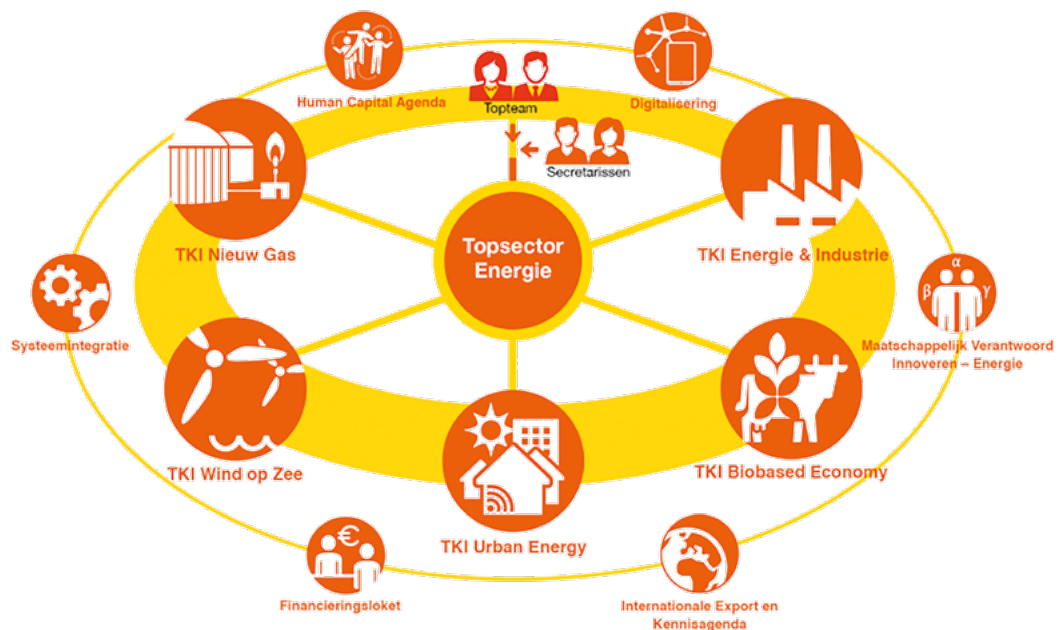 Human Capital Agenda
Topteam
Digitalisering
Secretarissen
TKI Nieuw Gas
Topsector
Energie
TKI Energie & Industrie
Systeemintegratie
α
β γ
Maatschappelijk Verantwoord
Innoveren – Energie
TKI Wind op Zee
TKI Biobased Economy
TKI Urban Energy
€
Financieringsloket
Internationale Export en
Kennisagenda